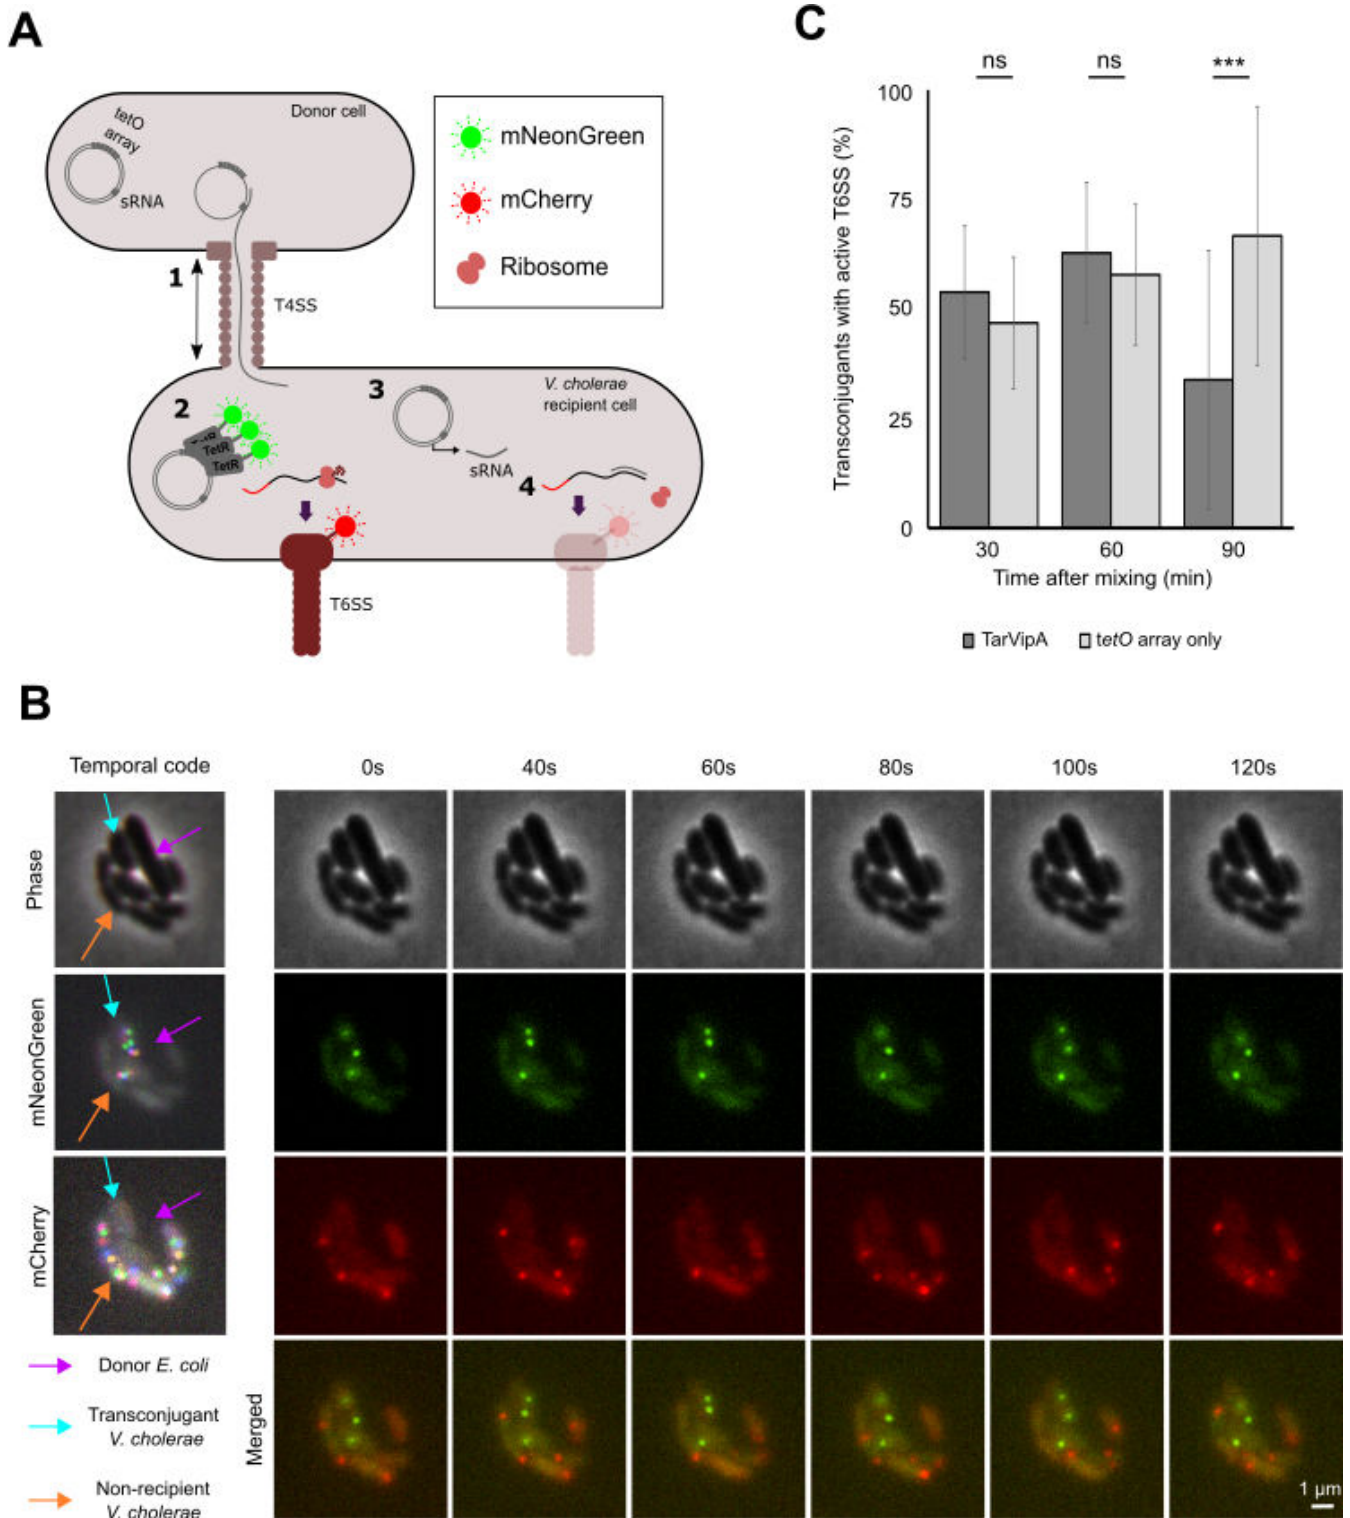 A
tetO
array
sRNA
Donor cell
mNeonGreen
mCherry
Ribosome
1
T4SS
2
TetR
TetR
3
V. cholerae
recipient cell
sRNA
4
T6SS
C
ns
ns
***
Transconjugants with active T6SS (%)
100
75
50
25
0
30
60
90
Time after mixing (min)
TarVipA
tetO array only
B
Temporal code
0s
40s
60s
80s
100s
120s
Phase
mNeonGreen
mCherry
Merged
Donor E. coli
Transconjugant
V. cholerae
Non-recipient
V. cholerae
1 µm